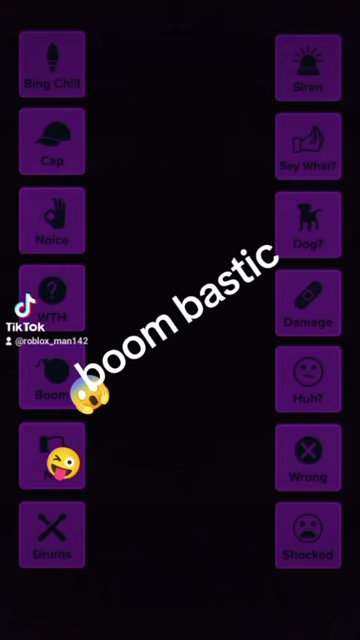 Bing Chill
Siren
Cap
Say What?
Noice
Dog?
WTH
Damage
TikTok
@roblox_man142
boom bastic
Boom
Huh?
Wrong
Drums
Shocked